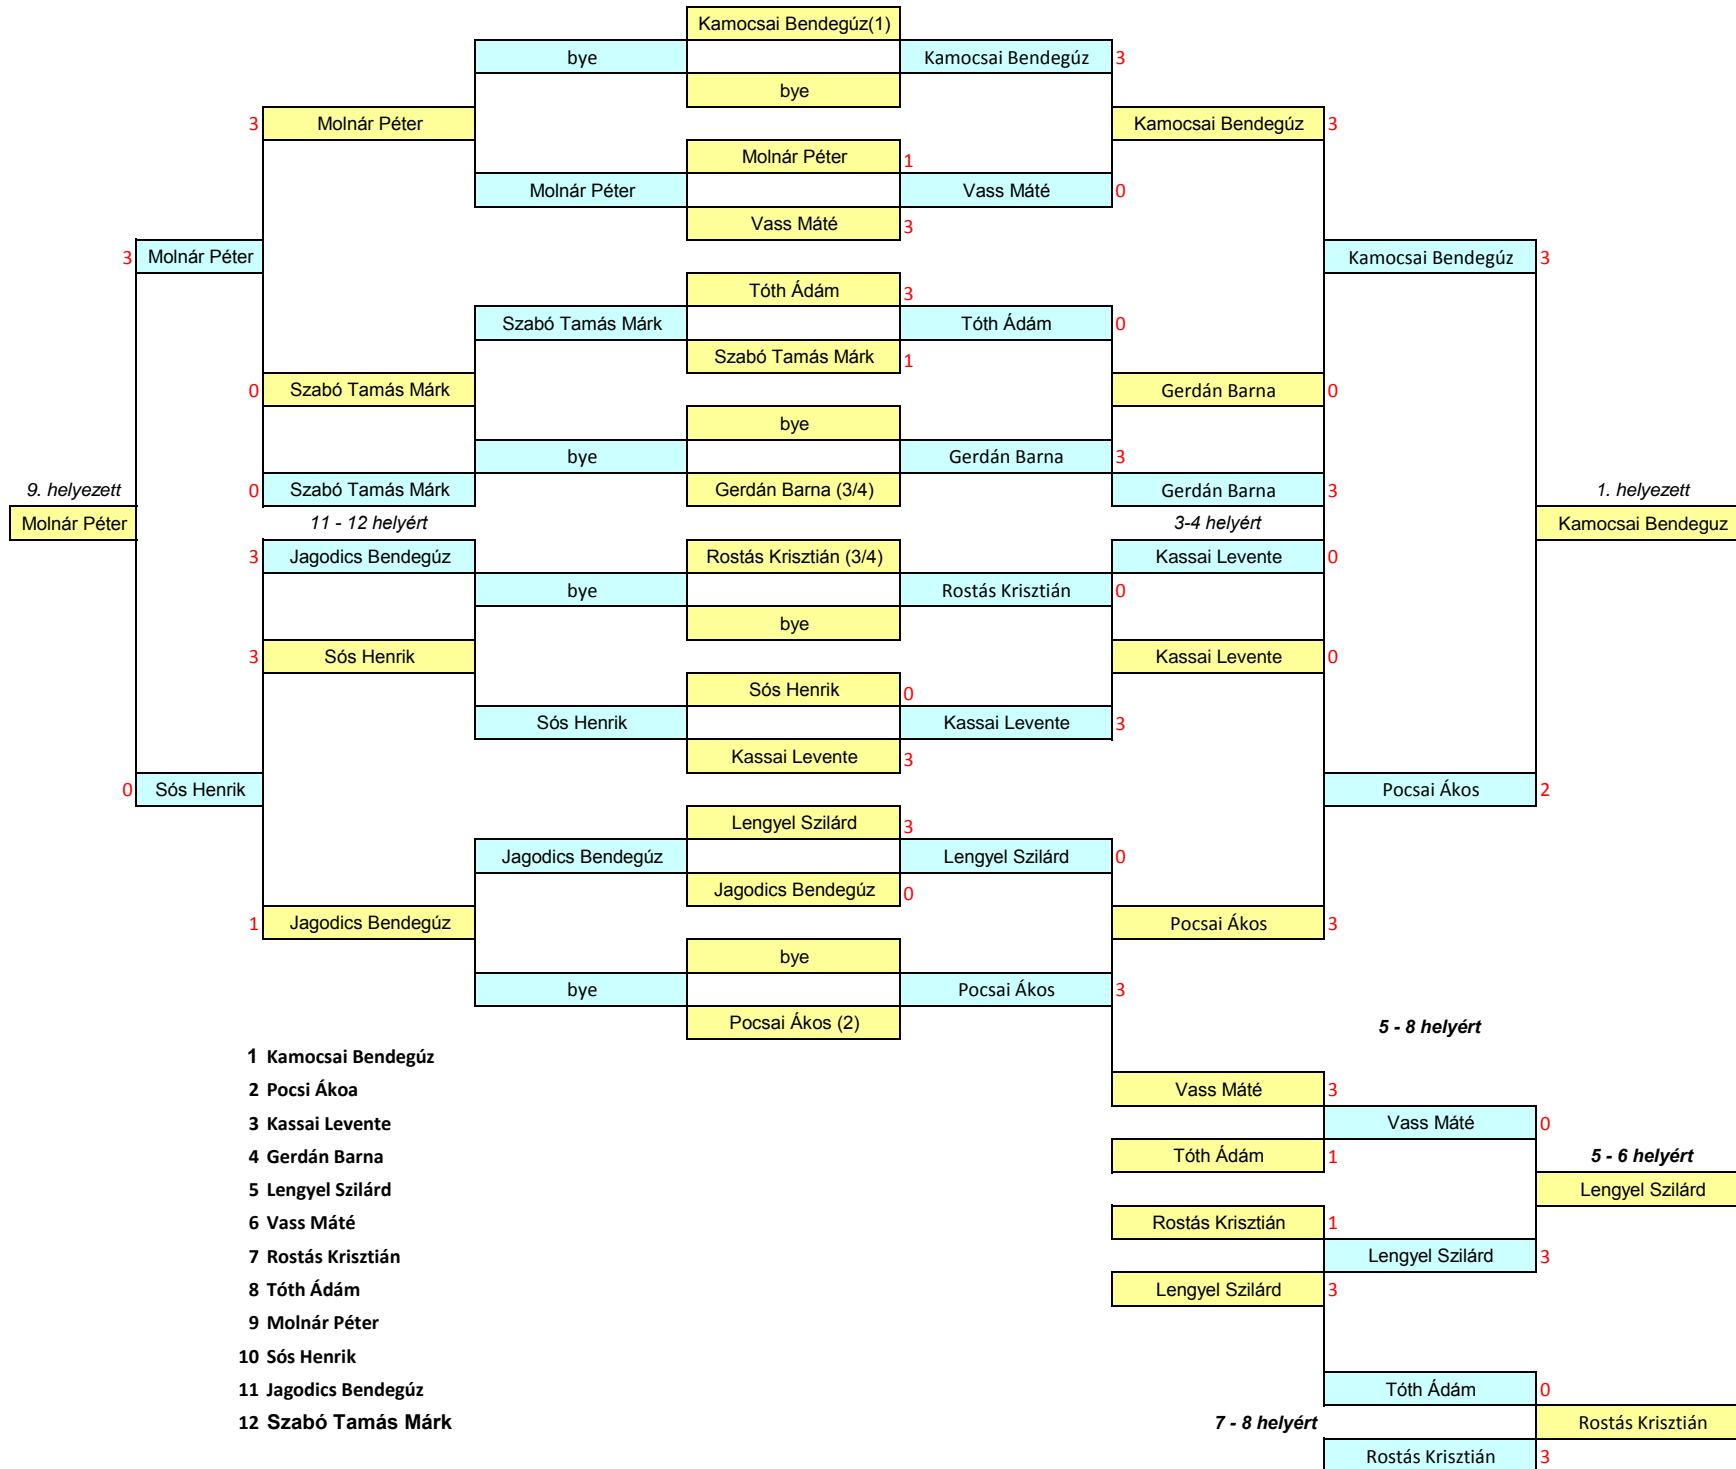 Kamocsai Bendegúz(1)
bye Kamocsai Bendegúz 3
bye
3 Molnár Péter Kamocsai Bendegúz 3
Molnár Péter 1
Molnár Péter Vass Máté 0
Vass Máté 3
3 Molnár Péter Kamocsai Bendegúz 3
Tóth Ádám 3
Szabó Tamás Márk Tóth Ádám 0
Szabó Tamás Márk 1
0 Szabó Tamás Márk Gerdán Barna 0
bye
bye Gerdán Barna 3
9. helyezett 0 Szabó Tamás Márk Gerdán Barna (3/4) Gerdán Barna 3 1. helyezett
Molnár Péter 11 - 12 helyért 3-4 helyért Kamocsai Bendeguz
3 Jagodics Bendegúz Rostás Krisztián (3/4) Kassai Levente 0
bye Rostás Krisztián 0
bye
3 Sós Henrik Kassai Levente 0
Sós Henrik 0
Sós Henrik Kassai Levente 3
Kassai Levente 3
0 Sós Henrik Pocsai Ákos 2
Lengyel Szilárd 3
Jagodics Bendegúz Lengyel Szilárd 0
Jagodics Bendegúz 0
1 Jagodics Bendegúz Pocsai Ákos 3
bye
bye Pocsai Ákos 3
Pocsai Ákos (2) 5 - 8 helyért
1 Kamocsai Bendegúz
2 Pocsi Ákoa Vass Máté 3
3 Kassai Levente Vass Máté 0
4 Gerdán Barna Tóth Ádám 1 5 - 6 helyért
5 Lengyel Szilárd Lengyel Szilárd
6 Vass Máté Rostás Krisztián 1
7 Rostás Krisztián Lengyel Szilárd 3
8 Tóth Ádám Lengyel Szilárd 3
9 Molnár Péter
10 Sós Henrik
11 Jagodics Bendegúz Tóth Ádám 0
12 Szabó Tamás Márk 7 - 8 helyért Rostás Krisztián
Rostás Krisztián 3